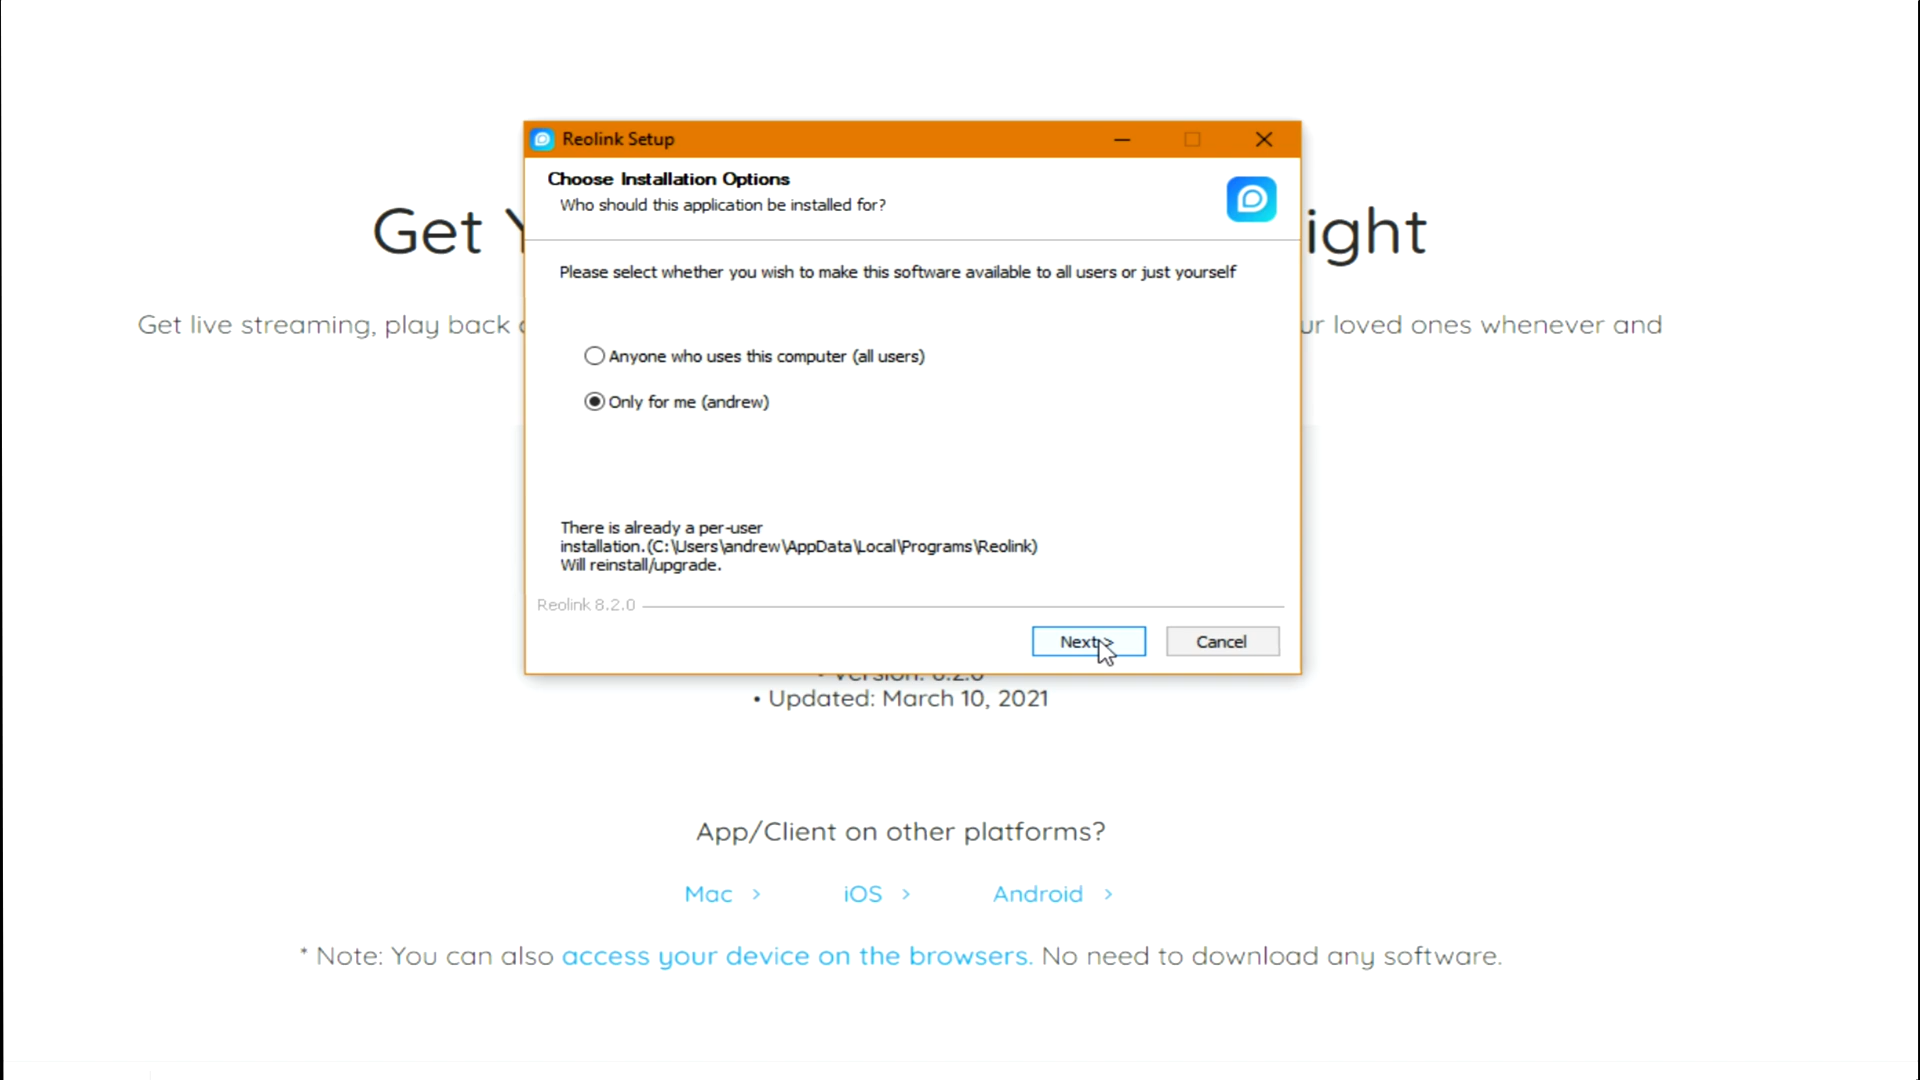 Reolink Setup
Choose Installation Options
Who should this application be installed for?
Get
ight
Please select whether you wish to make this software available to all users or just yourself
Get live streaming, play back
ur loved ones whenever and
Anyone who uses this computer (all users)
Only for me (andrew)
There is already a per-user
installation.(C:\Users\andrew\AppData\Local\Programs\Reolink)
Will reinstall/upgrade.
Reolink 8.2.0
Next >
Cancel
• Version: 8.2.0
• Updated: March 10, 2021
App/Client on other platforms?
Mac > iOS > Android >
* Note: You can also access your device on the browsers. No need to download any software.